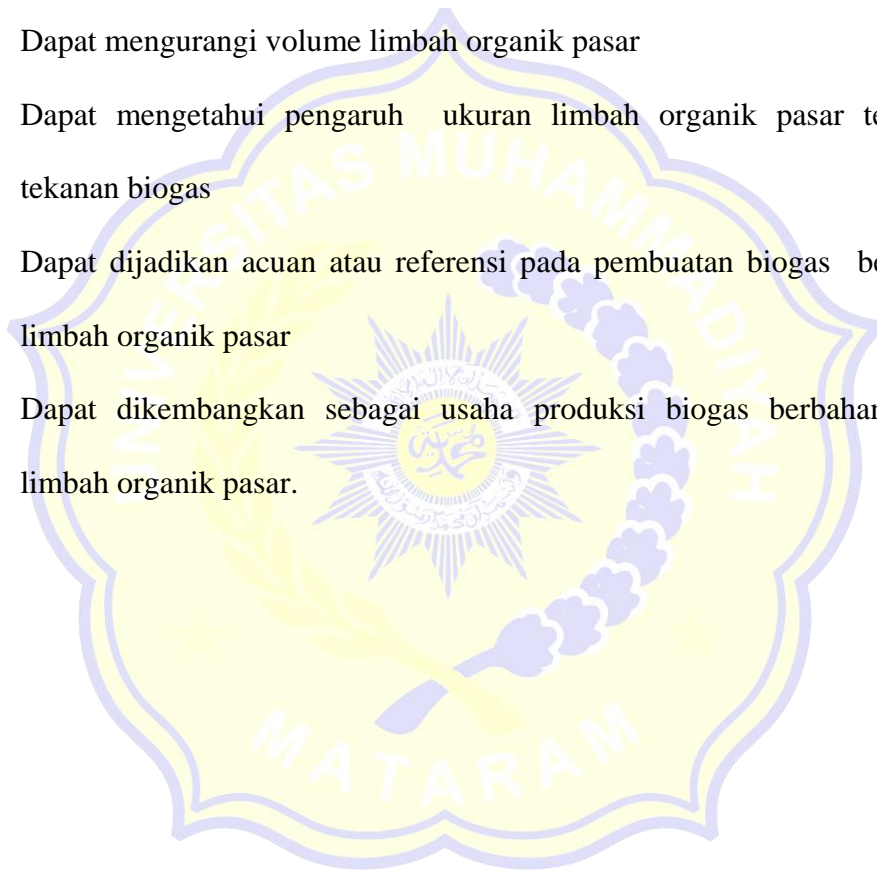 Dapat mengurangi volume limbah organik pasar
Dapat mengetahui pengaruh ukuran limbah organik pasar te
tekanan biogas
Dapat dijadikan acuan atau referensi pada pembuatan biogas be
limbah organik pasar
Dapat dikembangkan sebagai usaha produksi biogas berbahan
limbah organik pasar.
UNIVERSITAS MUHAMMADIYAH
MATARAM